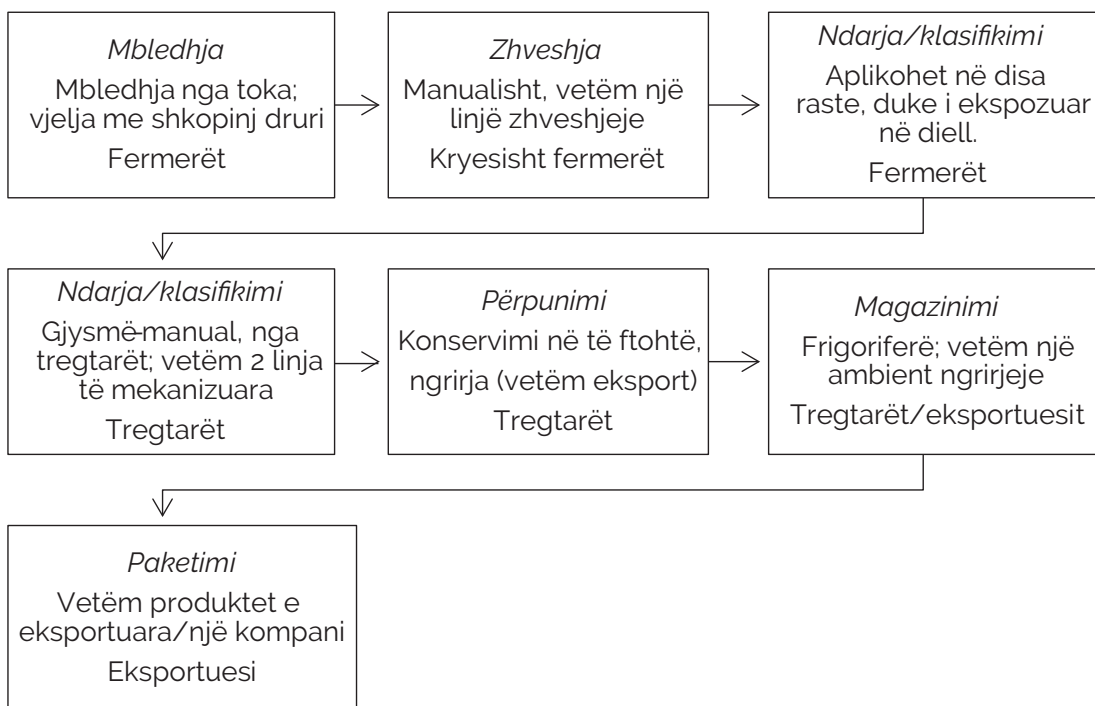 Mbledhja
Mbledhja nga toka;
vjelja me shkopinj druri
Fermerët
Zhveshja
Manualisht, vetëm një
linjë zhveshjeje
Kryesisht fermerët
Ndarja/klasifikimi
Aplikohet në disa
raste, duke i ekspozuar
në diell.
Fermerët
Ndarja/klasifikimi
Gjysmë-manual, nga
tregtarët; vetëm 2 linja
të mekanizuara
Tregtarët
Përpunimi
Konservimi në të ftohtë,
ngrirja (vetëm eksport)
Tregtarët
Magazinimi
Frigoriferë; vetëm një
ambient ngrirjeje
Tregtarët/eksportuesit
Paketimi
Vetëm produktet e
eksportuara/një kompani
Eksportuesi